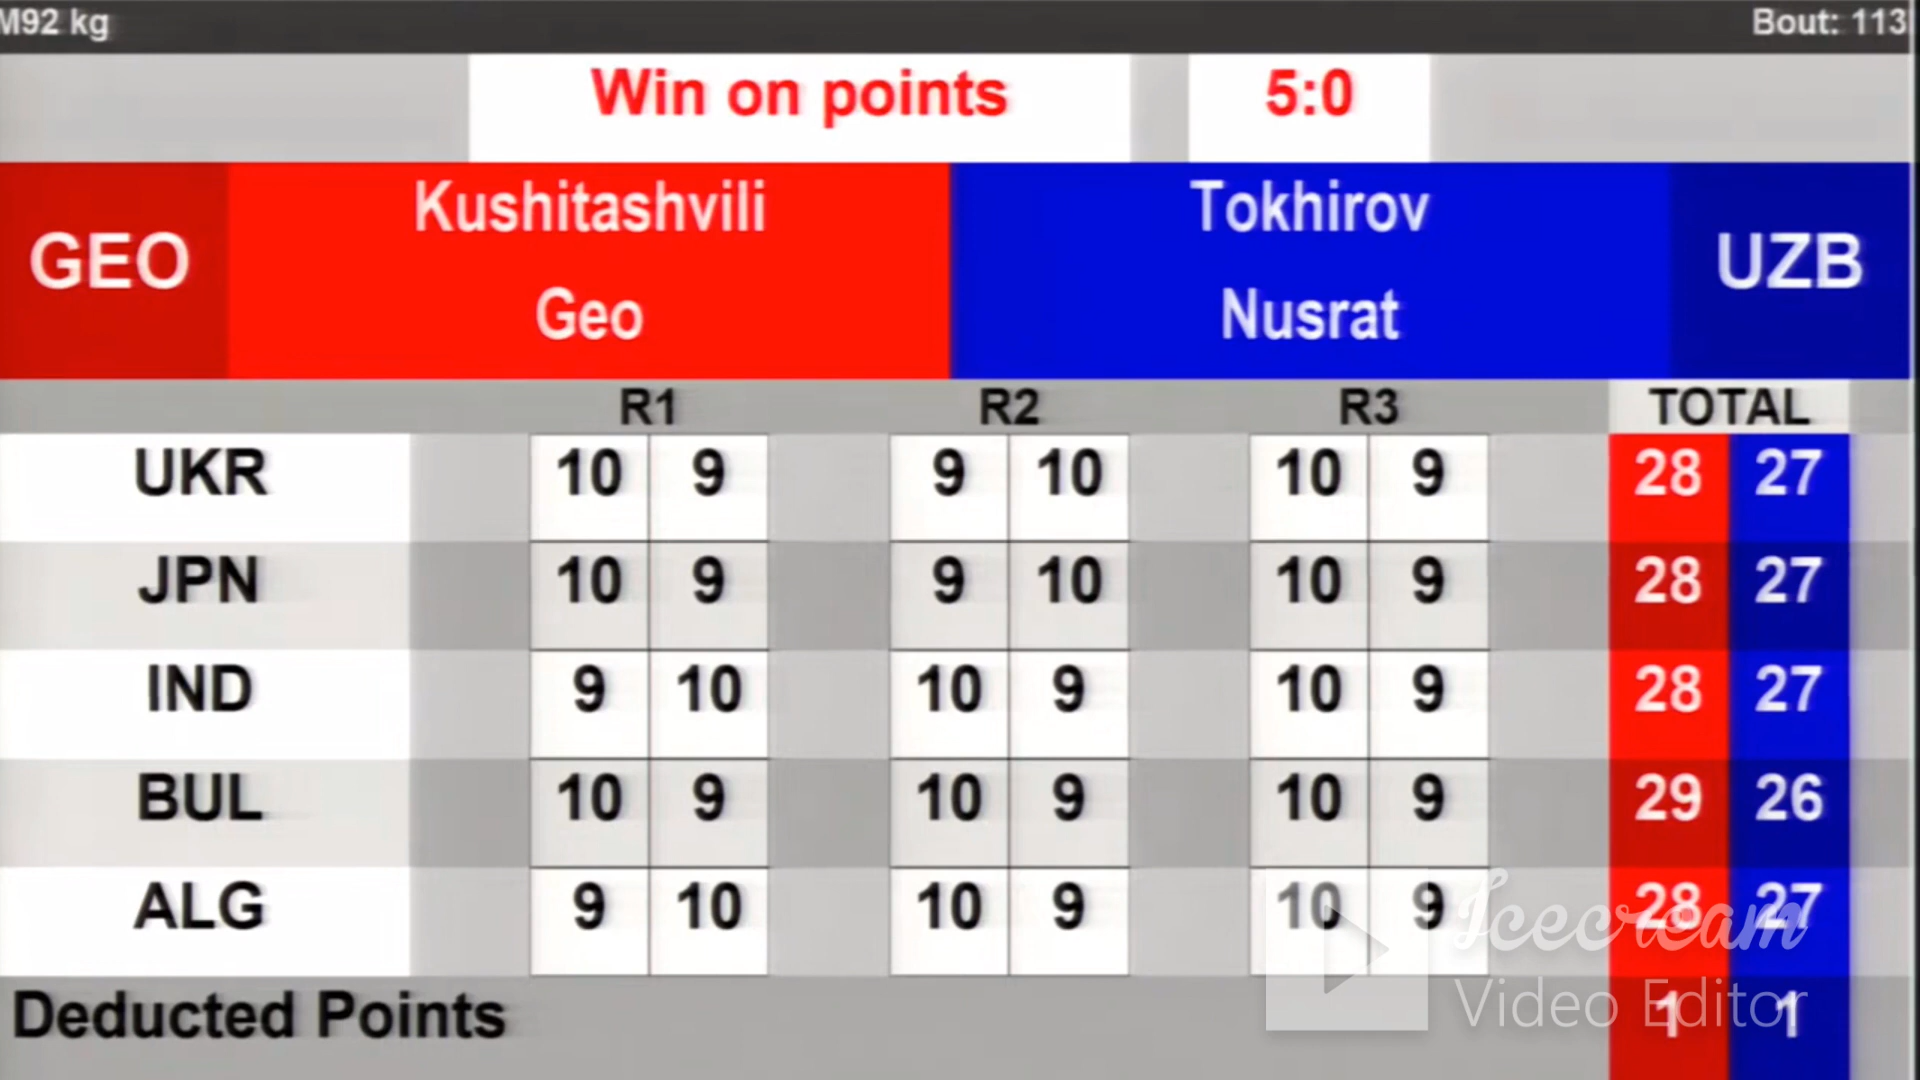 M92 kg Bout: 113
Win on points 5:0
GEO Kushitashvili Geo Tokhirov Nusrat UZB
R1 R2 R3 TOTAL
UKR 10 9 9 10 10 9 28 27
JPN 10 9 9 10 10 9 28 27
IND 9 10 10 9 10 9 28 27
BUL 10 9 10 9 10 9 29 26
ALG 9 10 10 9 10 9 28 27
Deducted Points 1 1
Icecream
Video Editor